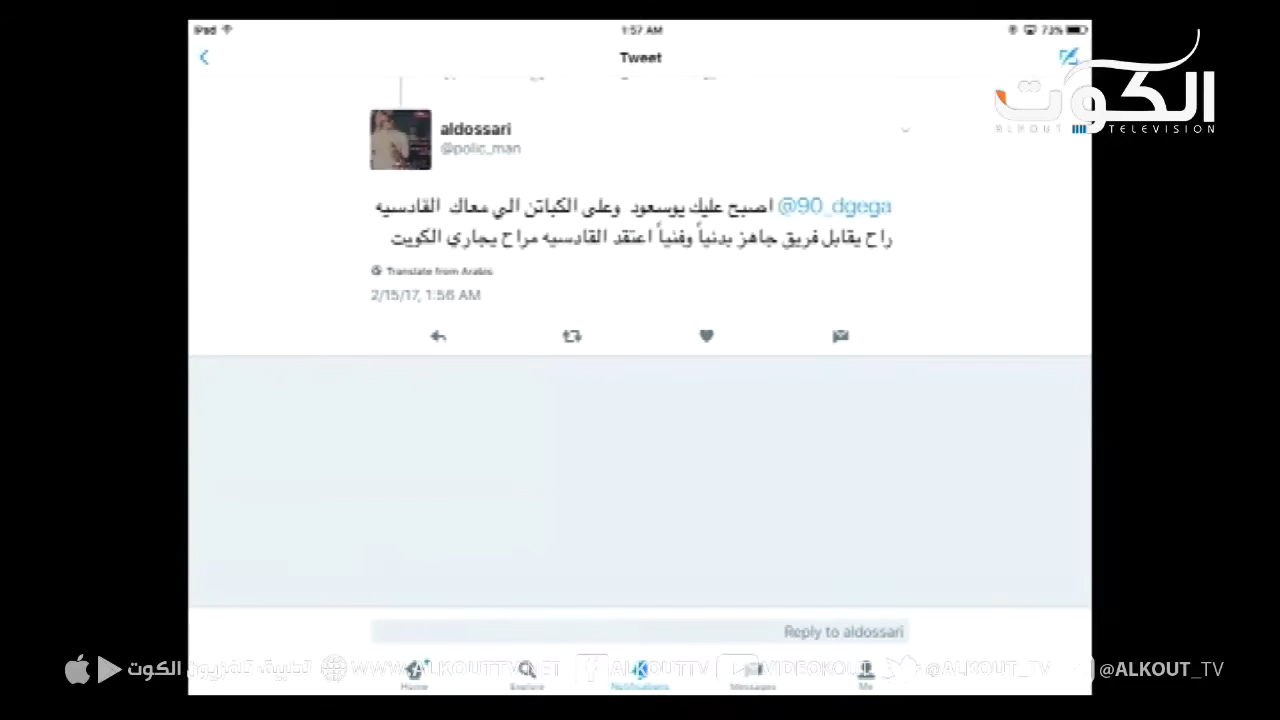 iPad
1:57 AM
73%
Tweet
الكوت
ALKOUT TELEVISION
aldossari
@polic_man
@90_dgega اصبح عليك يوسعود وعلى الكباتن الي معاك القادسيه
راح يقابل فريق جاهز بدنياً وفنياً اعتقد القادسيه مراح يجاري الكويت
Translate from Arabic
2/15/17, 1:56 AM
Reply to aldossari
تطبيق تلفزيون الكوت WWW.ALKOUTTV.NET ALKOUTTV VIDEOKOUT @ALKOUT_TV @ALKOUT_TV
Home Explore Notifications Messages Me